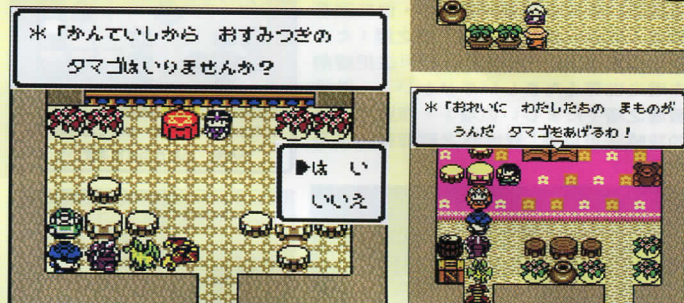 ＊「かんていしから　おすみつきの
タマゴはいりませんか？
▶は　い
いいえ
＊「おれいに　わたしたちの　まものが
うんだ　タマゴをあげるわ！